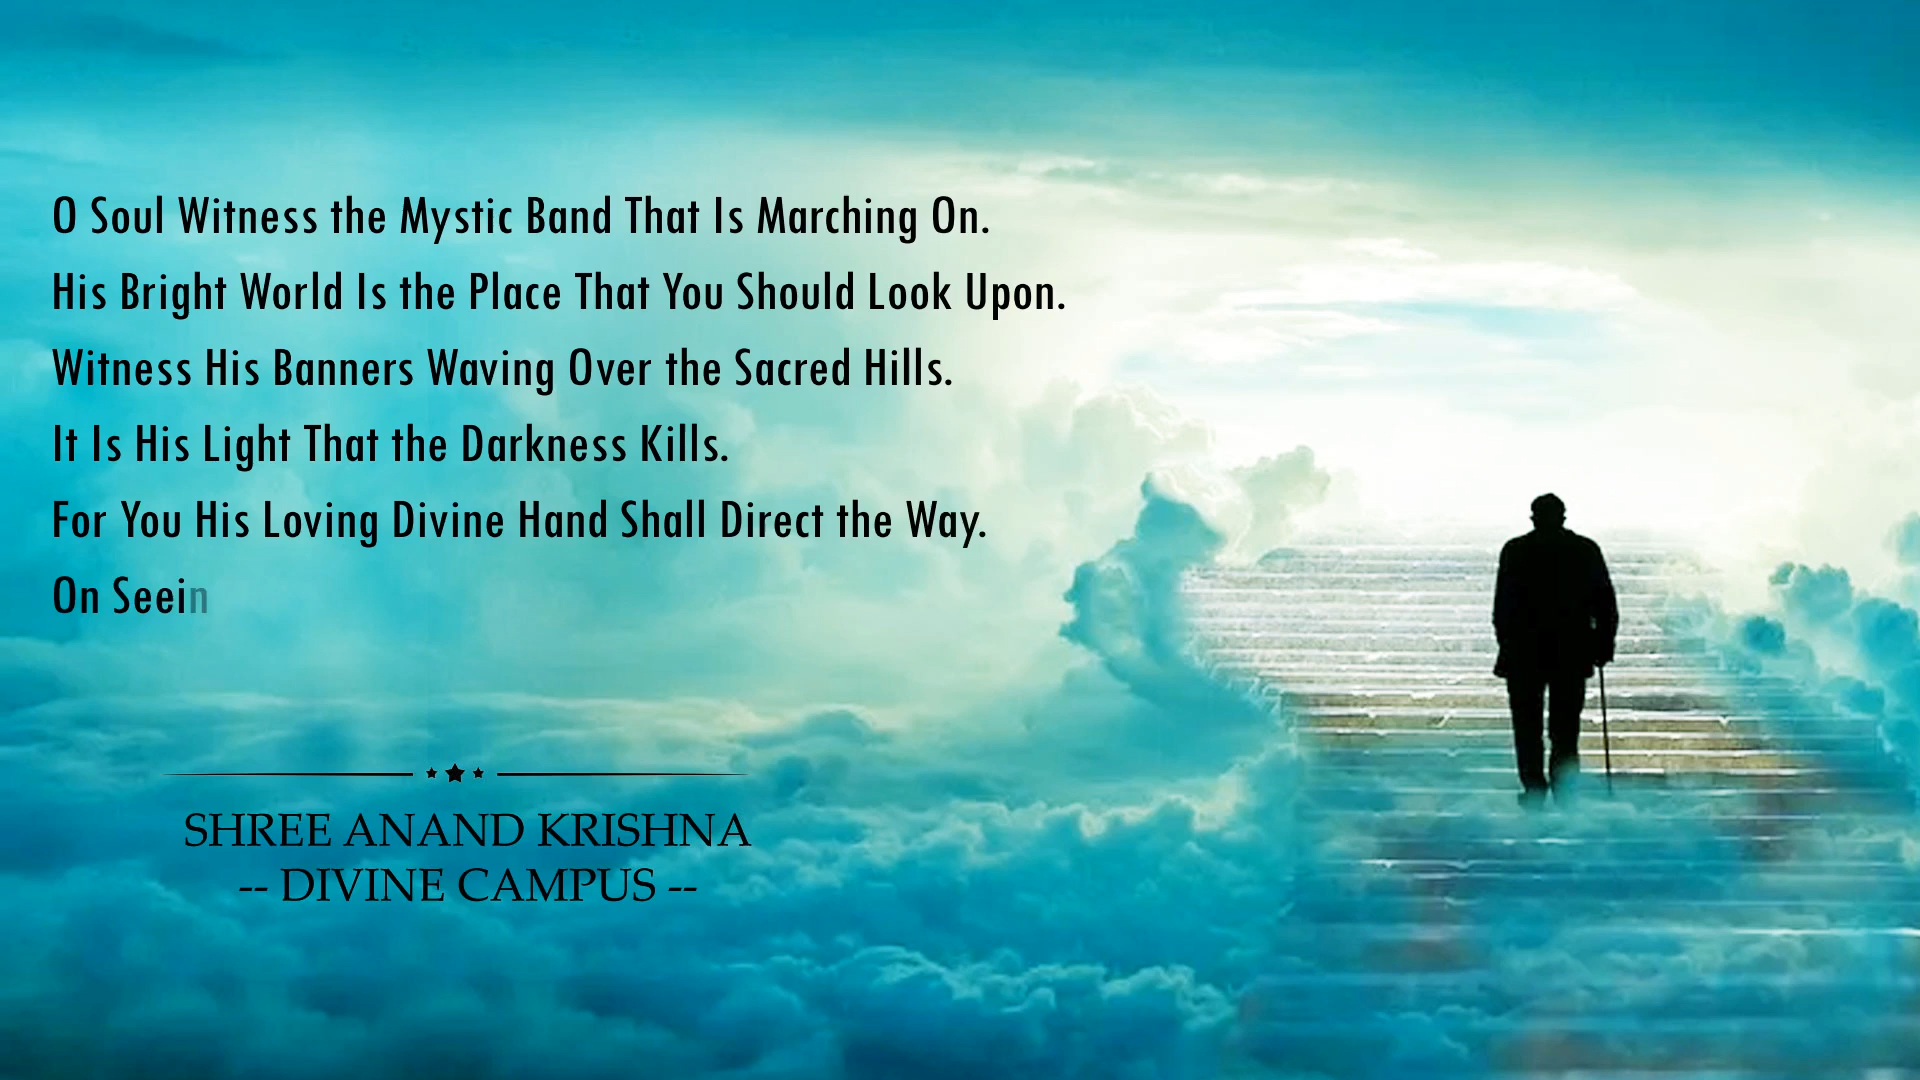 O Soul Witness the Mystic Band That Is Marching On.
His Bright World Is the Place That You Should Look Upon.
Witness His Banners Waving Over the Sacred Hills.
It Is His Light That the Darkness Kills.
For You His Loving Divine Hand Shall Direct the Way.
On Seein
SHREE ANAND KRISHNA
-- DIVINE CAMPUS --